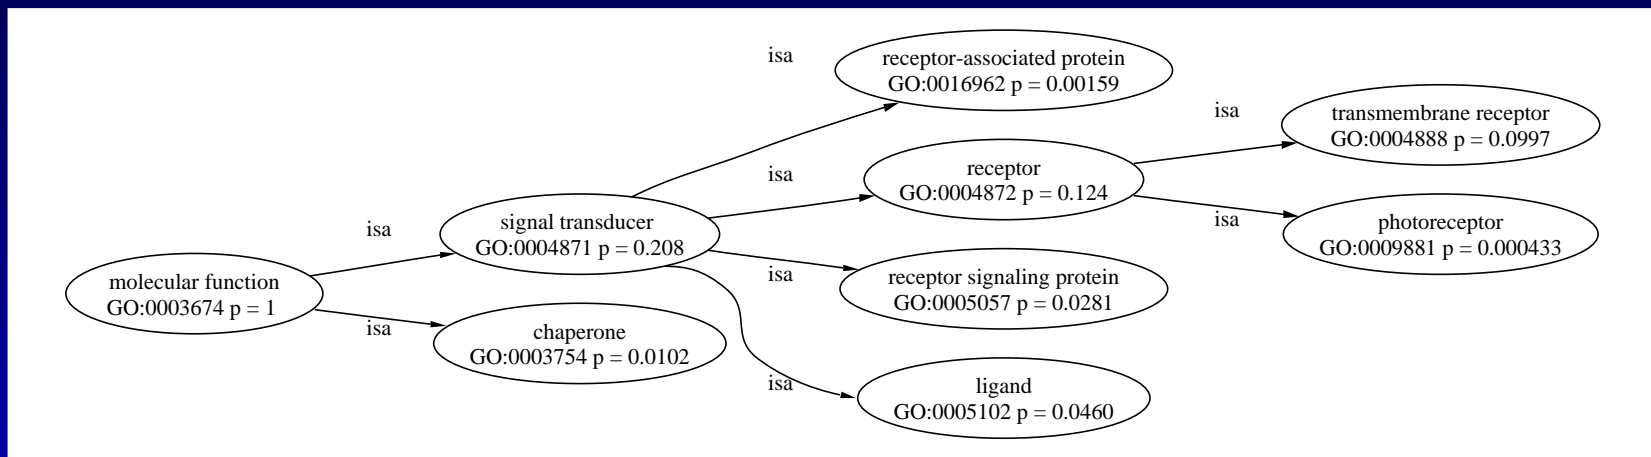 isa
receptor-associated protein
GO:0016962 p = 0.00159
isa
transmembrane receptor
GO:0004888 p = 0.0997
isa
receptor
GO:0004872 p = 0.124
isa
photoreceptor
GO:0009881 p = 0.000433
isa
signal transducer
GO:0004871 p = 0.208
isa
receptor signaling protein
GO:0005057 p = 0.0281
molecular function
GO:0003674 p = 1
isa
chaperone
GO:0003754 p = 0.0102
isa
ligand
GO:0005102 p = 0.0460